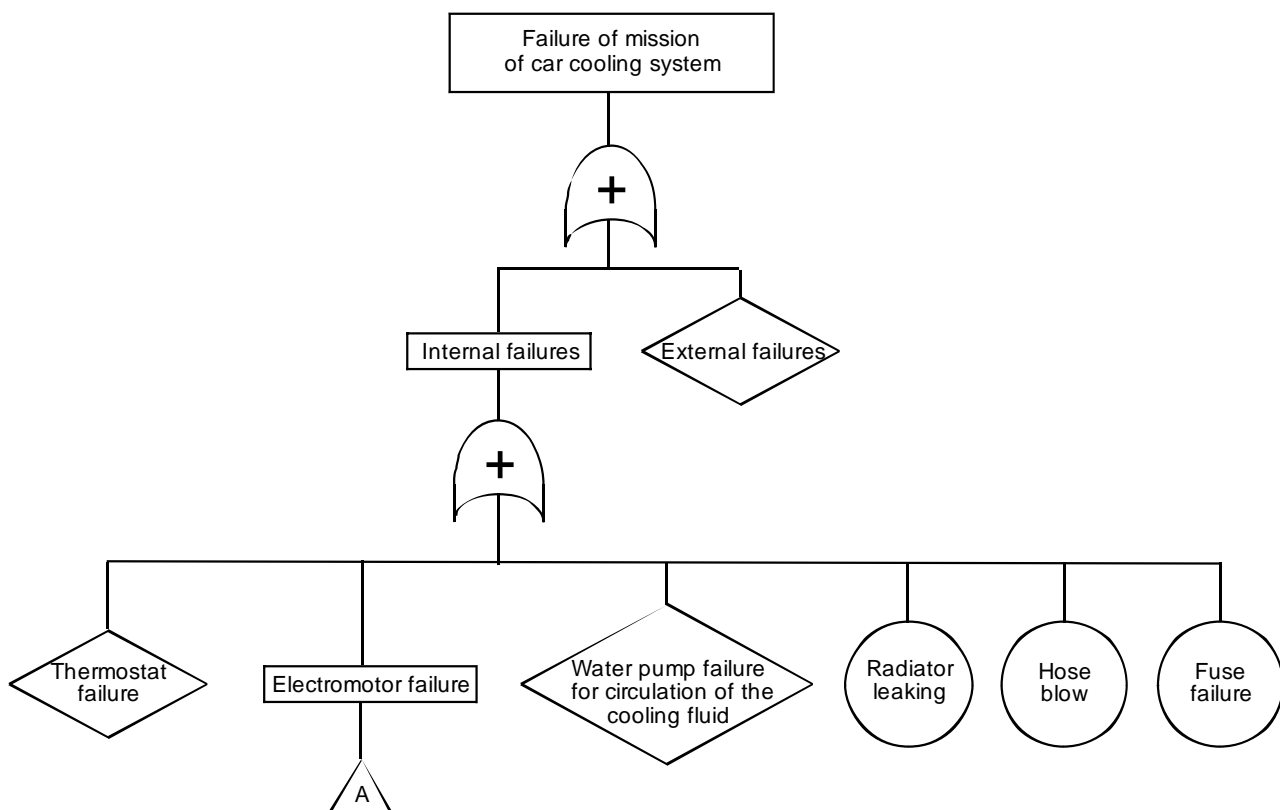 Failure of mission
of car cooling system
+
Internal failures
External failures
+
Thermostat
failure
Electromotor failure
Water pump failure
for circulation of the
cooling fluid
Radiator
leaking
Hose
blow
Fuse
failure
A